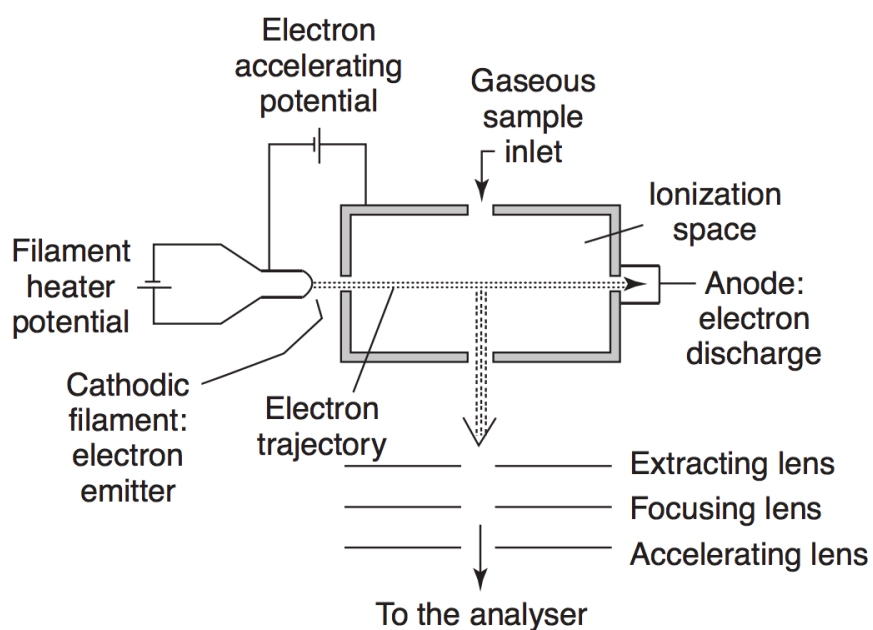 Electron
accelerating
potential
Gaseous
sample
inlet
Ionization
space
Filament
heater
potential
Anode:
electron
discharge
Cathodic
filament:
electron
emitter
Electron
trajectory
Extracting lens
Focusing lens
Accelerating lens
To the analyser